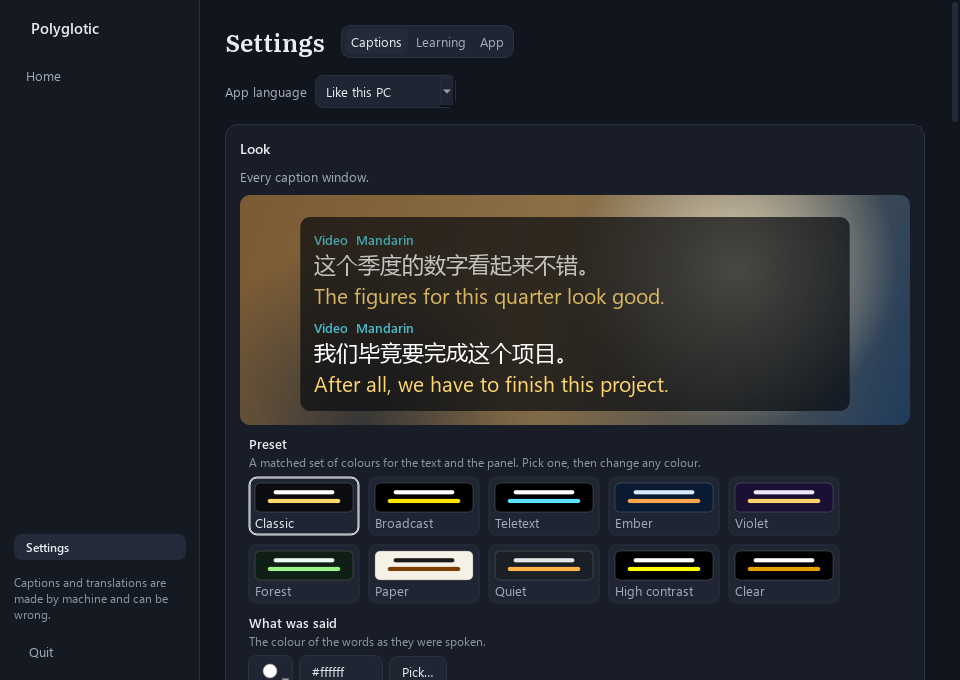 Polyglotic
Home
Settings
Captions and translations are
made by machine and can be
wrong.
Quit
Settings
Captions Learning App
App language Like this PC
Look
Every caption window.
Video Mandarin
这个季度的数字看起来不错。
The figures for this quarter look good.
Video Mandarin
我们毕竟要完成这个项目。
After all, we have to finish this project.
Preset
A matched set of colours for the text and the panel. Pick one, then change any colour.
Classic Broadcast Teletext Ember Violet
Forest Paper Quiet High contrast Clear
What was said
The colour of the words as they were spoken.
#ffffff Pick...